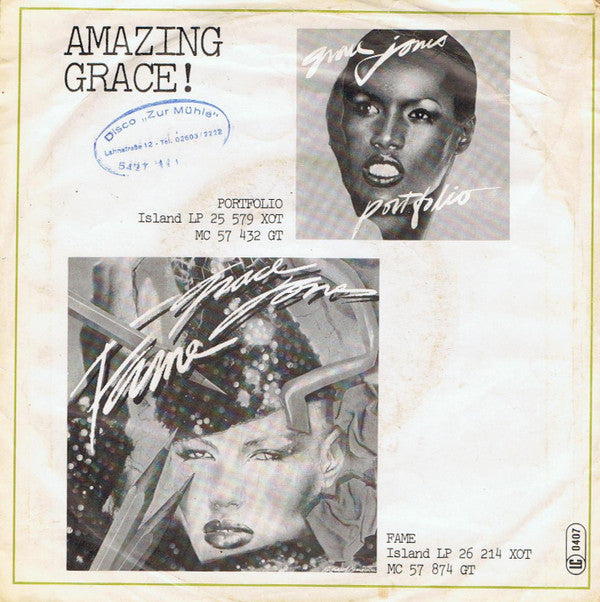 AMAZING
GRACE!
Disco „Zur Mühle"
Lahnstraße 12 - Tel. 02603/2222
grace jones
portfolio
PORTFOLIO
Island LP 25 579 XOT
MC 57 432 GT
Grace
Jones
Fame
FAME
Island LP 26 214 XOT
MC 57 874 GT
LC 0407